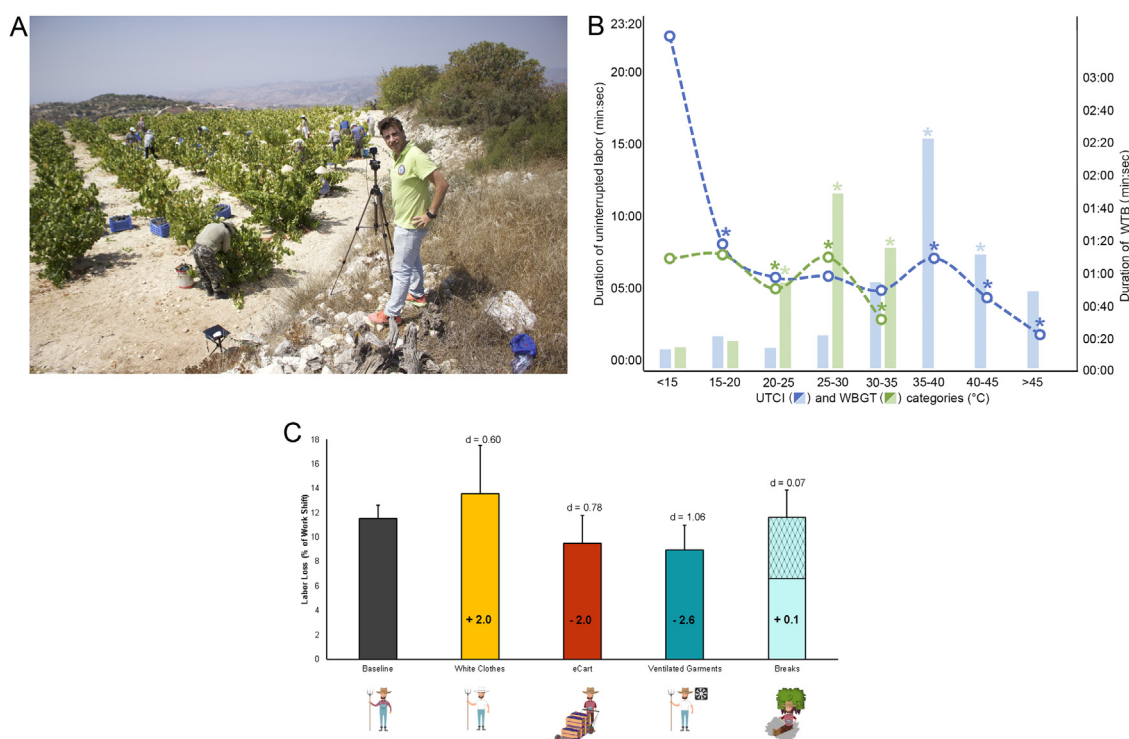 A
B
Duration of uninterrupted labor (min:sec)
23:20
20:00
15:00
10:00
05:00
00:00
03:00
02:40
02:20
02:00
01:40
01:20
01:00
00:40
00:20
00:00
Duration of WTB (min:sec)
* * * * * * * * * * * *
<15 15-20 20-25 25-30 30-35 35-40 40-45 >45
UTCI ( ) and WBGT ( ) categories (°C)
C
Labor Loss (% of Work Shift)
18
16
14
12
10
8
6
4
2
0
d = 0.60
d = 0.78
d = 1.06
d = 0.07
+ 2.0
- 2.0
- 2.6
+ 0.1
Baseline White Clothes eCart Ventilated Garments Breaks